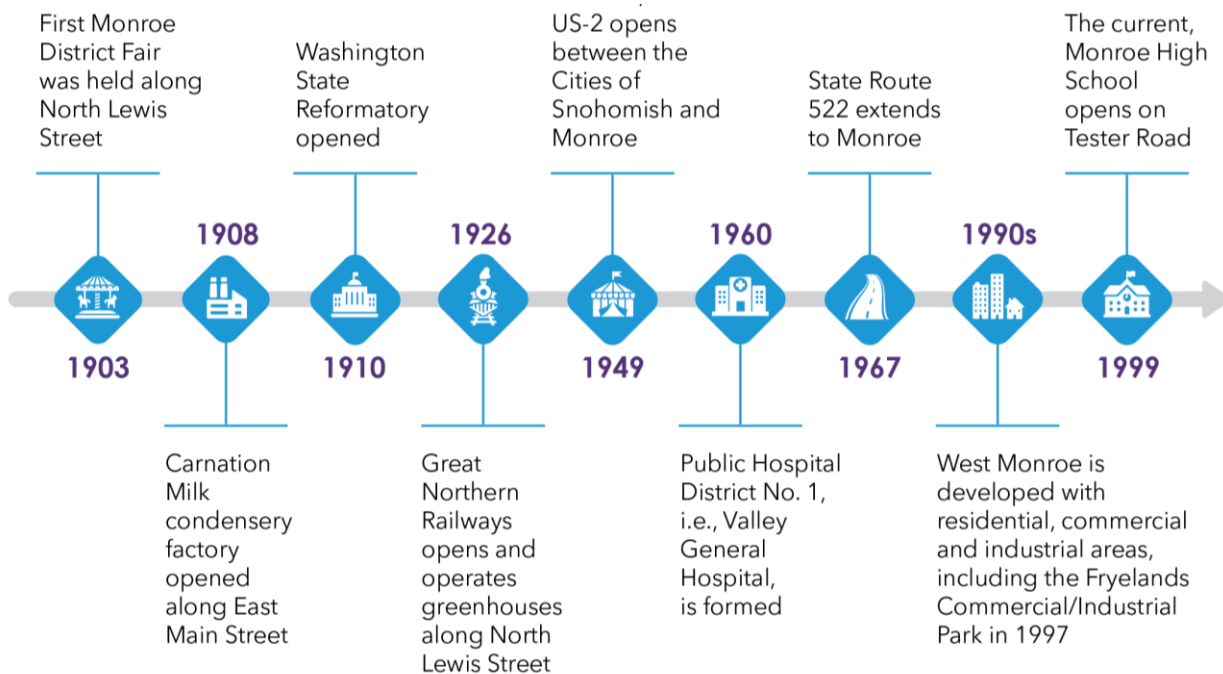 First Monroe
District Fair
was held along
North Lewis
Street
1903
1908
Carnation
Milk
condensery
factory
opened
along East
Main Street
Washington
State
Reformatory
opened
1910
1926
Great
Northern
Railways
opens and
operates
greenhouses
along North
Lewis Street
US-2 opens
between the
Cities of
Snohomish and
Monroe
1949
1960
Public Hospital
District No. 1,
i.e., Valley
General
Hospital,
is formed
State Route
522 extends
to Monroe
1967
1990s
West Monroe is
developed with
residential, commercial
and industrial areas,
including the Fryelands
Commercial/Industrial
Park in 1997
The current,
Monroe High
School
opens on
Tester Road
1999